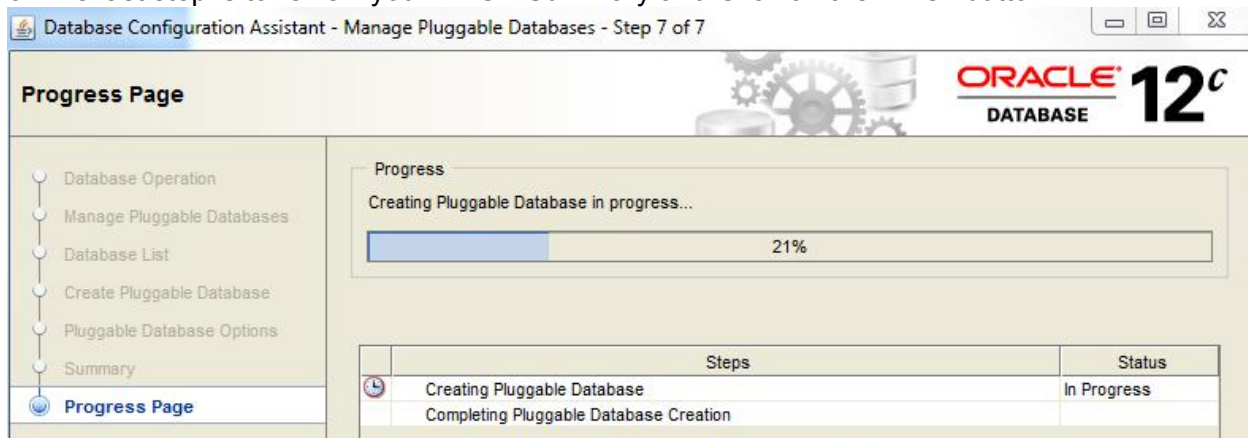 Database Configuration Assistant - Manage Pluggable Databases - Step 7 of 7
Progress Page
ORACLE
DATABASE
12c
Database Operation
Manage Pluggable Databases
Database List
Create Pluggable Database
Pluggable Database Options
Summary
Progress Page
Progress
Creating Pluggable Database in progress...
21%
Steps Status
Creating Pluggable Database In Progress
Completing Pluggable Database Creation